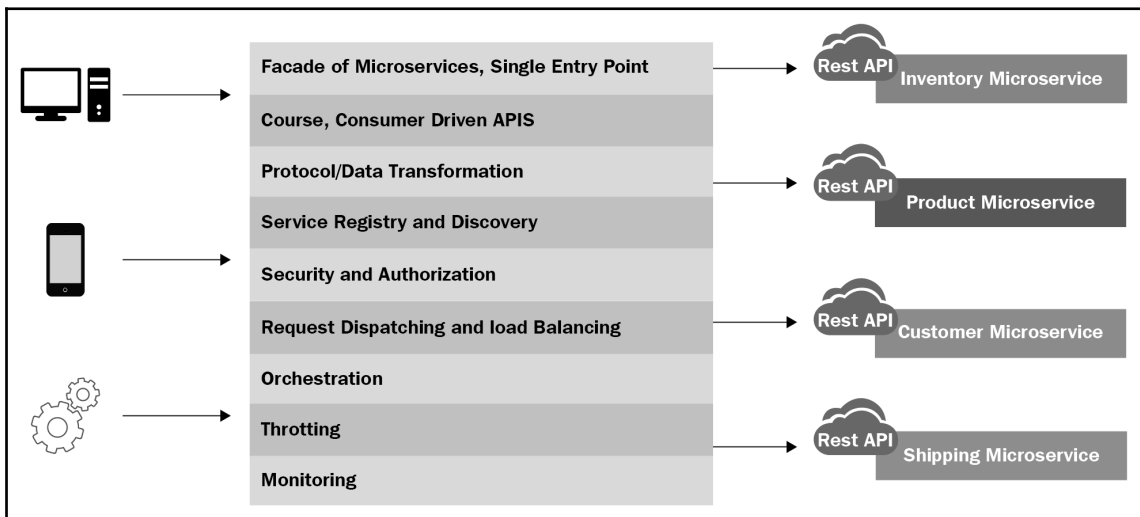 Facade of Microservices, Single Entry Point
Course, Consumer Driven APIS
Protocol/Data Transformation
Service Registry and Discovery
Security and Authorization
Request Dispatching and load Balancing
Orchestration
Throtting
Monitoring
Rest API
Inventory Microservice
Rest API
Product Microservice
Rest API
Customer Microservice
Rest API
Shipping Microservice